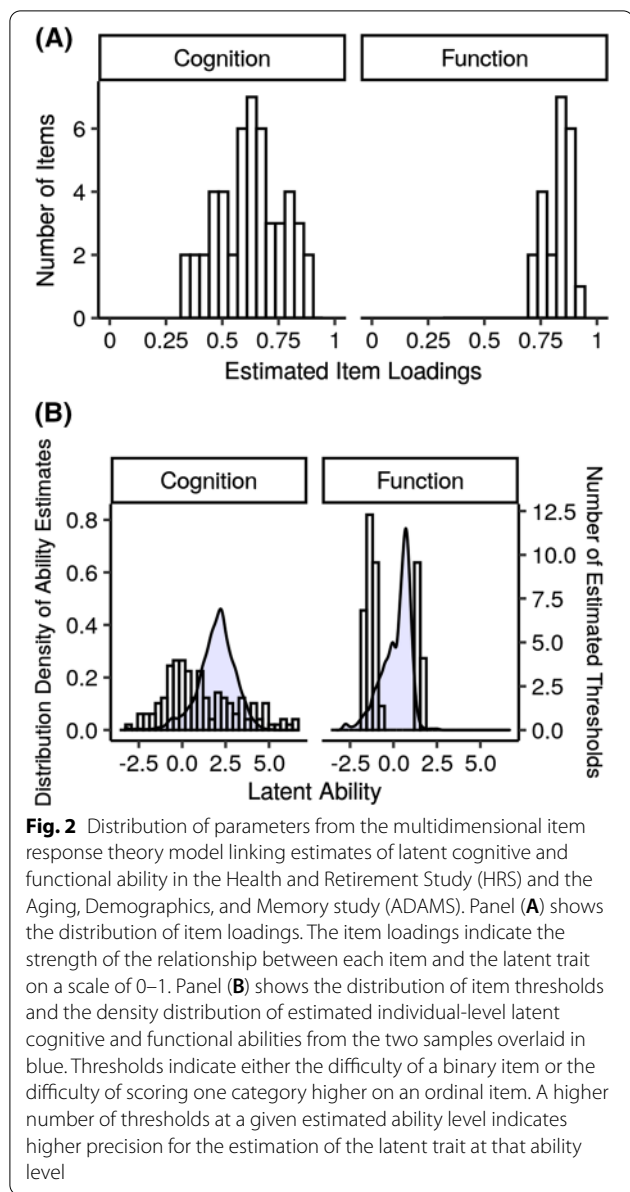 (A)
Cognition
Function
Number of Items
6
4
2
0
0 0.25 0.5 0.75 1
0 0.25 0.5 0.75 1
Estimated Item Loadings
(B)
Distribution Density of Ability Estimates
Cognition
Function
Number of Estimated Thresholds
0.8
0.6
0.4
0.2
0.0
12.5
10.0
7.5
5.0
2.5
0.0
-2.5 0.0 2.5 5.0
-2.5 0.0 2.5 5.0
Latent Ability
Fig. 2 Distribution of parameters from the multidimensional item
response theory model linking estimates of latent cognitive and
functional ability in the Health and Retirement Study (HRS) and the
Aging, Demographics, and Memory study (ADAMS). Panel (A) shows
the distribution of item loadings. The item loadings indicate the
strength of the relationship between each item and the latent trait
on a scale of 0–1. Panel (B) shows the distribution of item thresholds
and the density distribution of estimated individual-level latent
cognitive and functional abilities from the two samples overlaid in
blue. Thresholds indicate either the difficulty of a binary item or the
difficulty of scoring one category higher on an ordinal item. A higher
number of thresholds at a given estimated ability level indicates
higher precision for the estimation of the latent trait at that ability
level